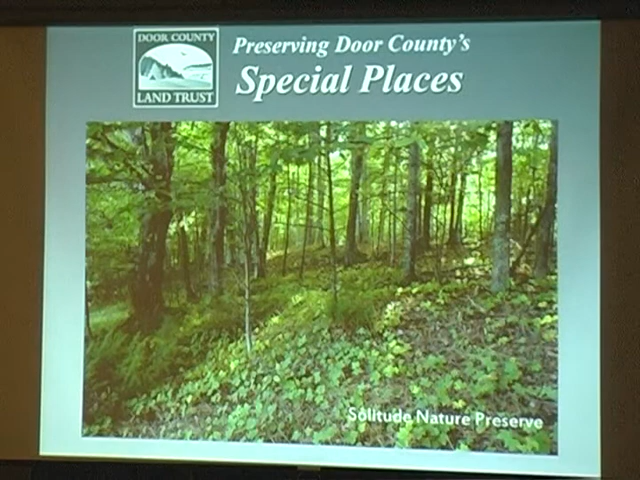 DOOR COUNTY
LAND TRUST
Preserving Door County's
Special Places
Solitude Nature Preserve